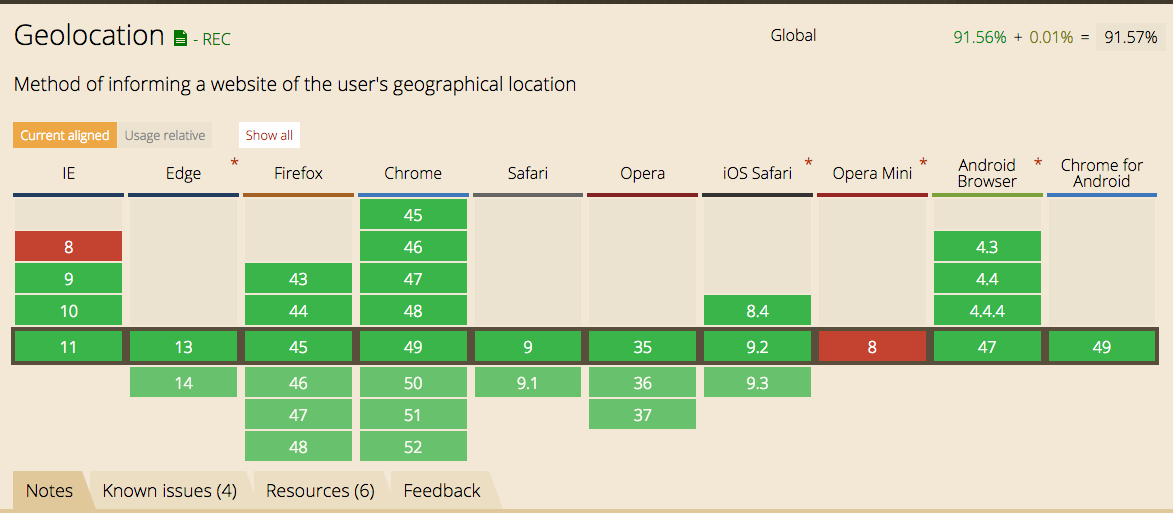 Geolocation - REC Global 91.56% + 0.01% = 91.57%
Method of informing a website of the user's geographical location
Current aligned Usage relative Show all
IE Edge * Firefox Chrome Safari Opera iOS Safari * Opera Mini * Android Browser * Chrome for Android
45
8 46 4.3
9 43 47 4.4
10 44 48 8.4 4.4.4
11 13 45 49 9 35 9.2 8 47 49
14 46 50 9.1 36 9.3
47 51 37
48 52
Notes Known issues (4) Resources (6) Feedback